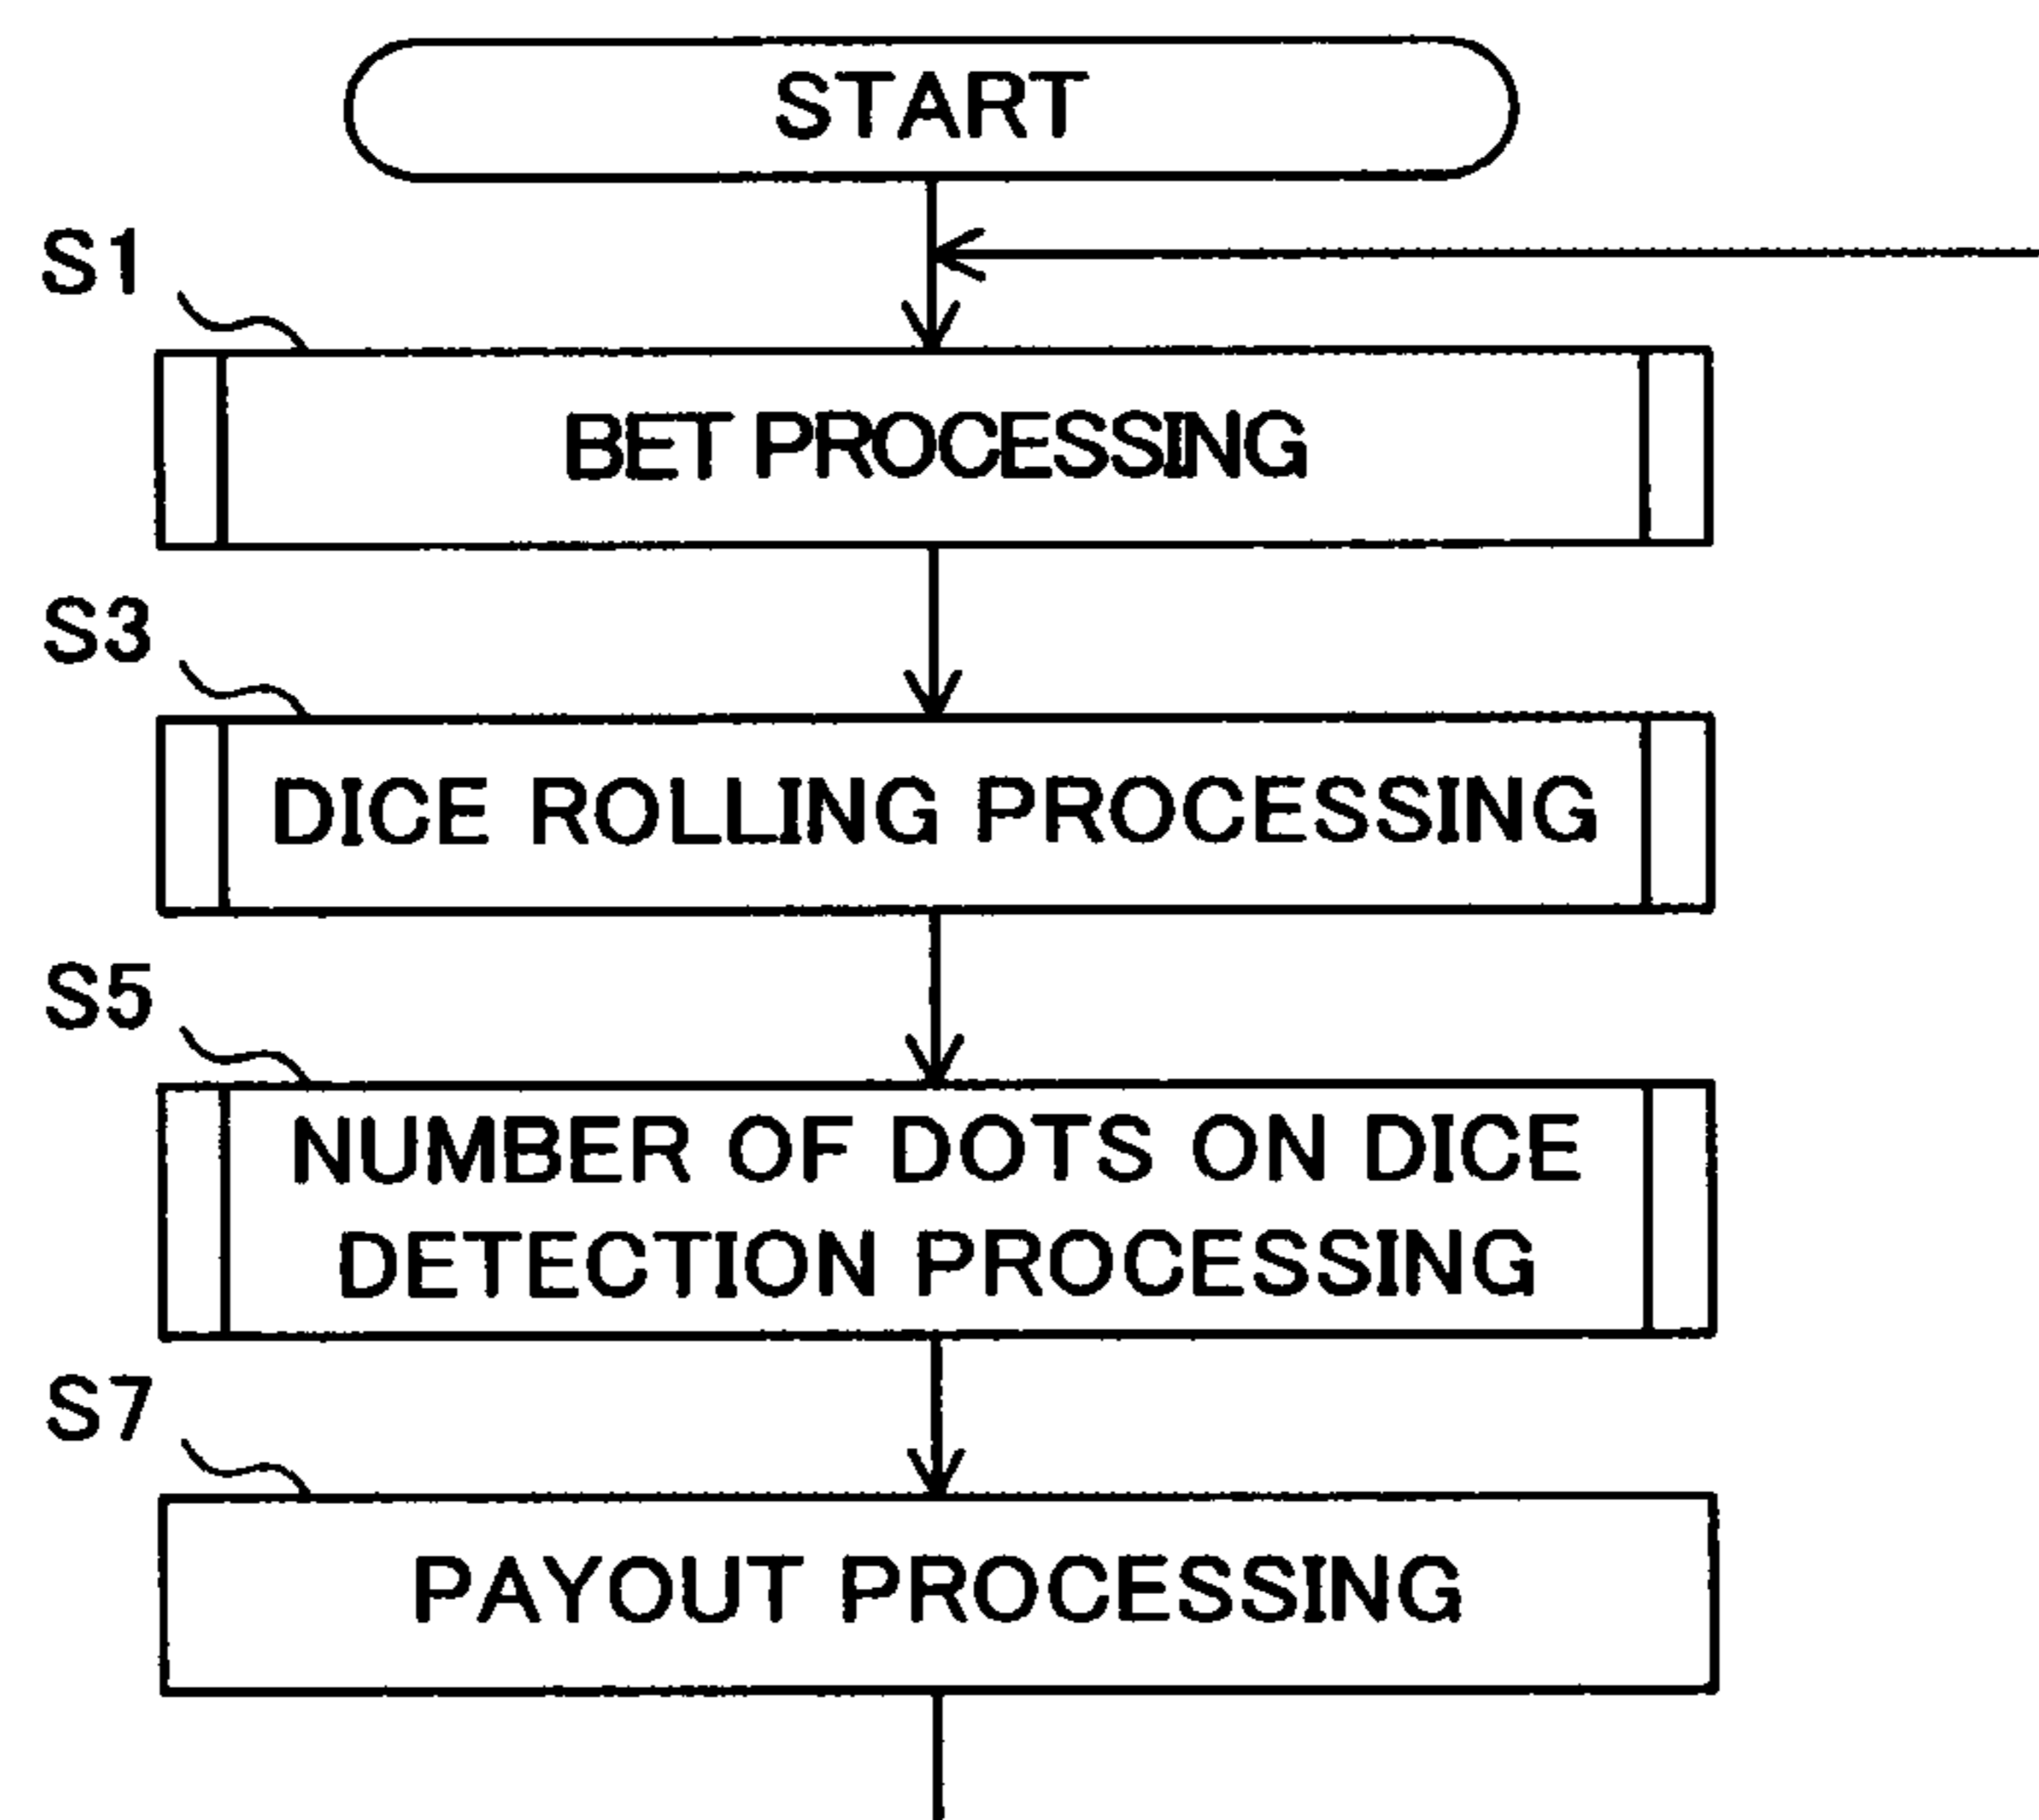 START
S1
BET PROCESSING
S3
DICE ROLLING PROCESSING
S5
NUMBER OF DOTS ON DICE
DETECTION PROCESSING
S7
PAYOUT PROCESSING